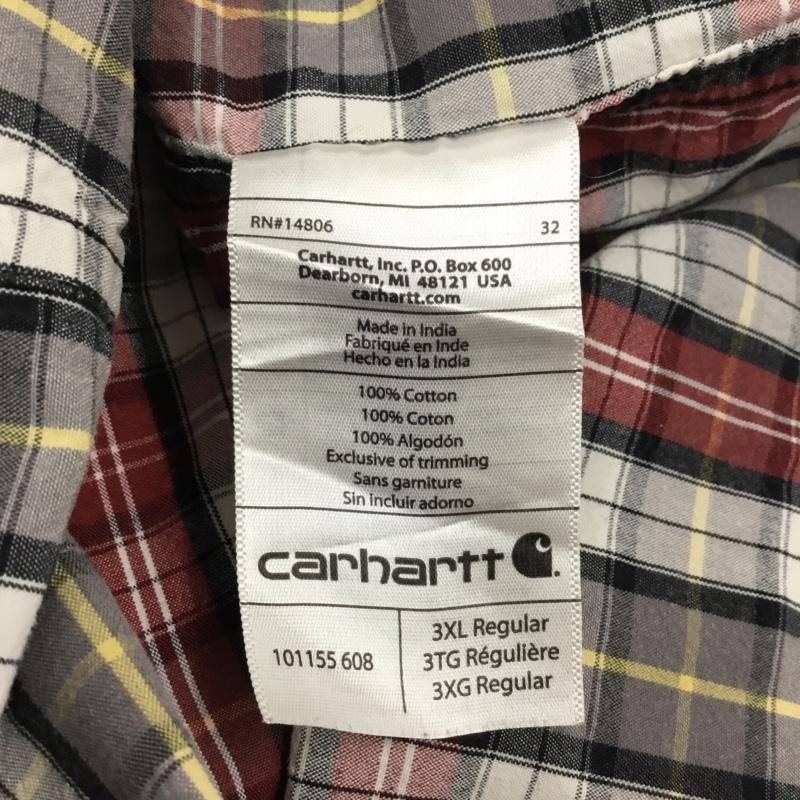 RN#14806 32
Carhartt, Inc. P.O. Box 600
Dearborn, MI 48121 USA
carhartt.com
Made in India
Fabriqué en Inde
Hecho en la India
100% Cotton
100% Coton
100% Algodón
Exclusive of trimming
Sans garniture
Sin incluir adorno
carhartt
101155 608
3XL Regular
3TG Régulière
3XG Regular